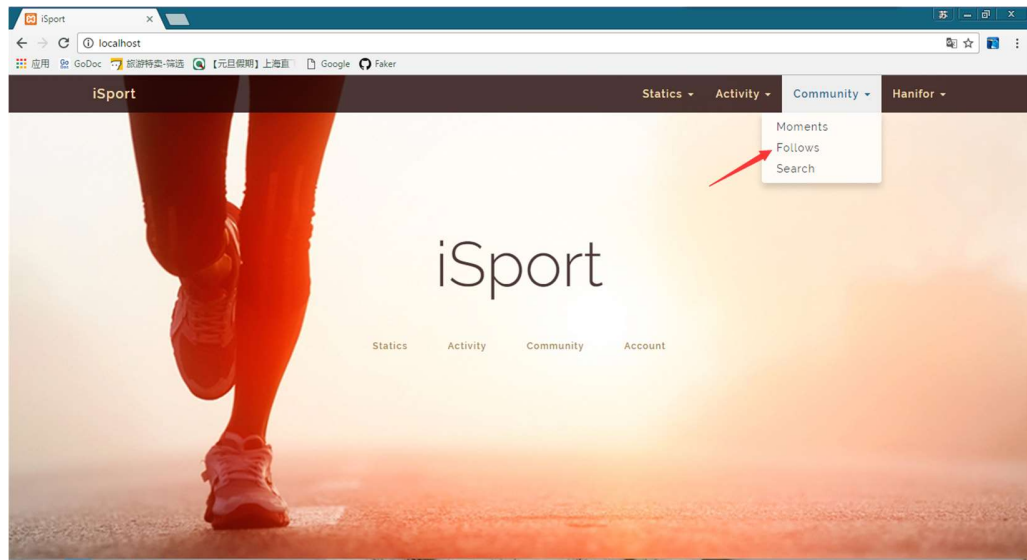 iSport
苏
localhost
应用 GoDoc 旅游特卖-筛选 【元旦假期】上海直 Google Faker
iSport Statics Activity Community Hanifor
Moments
Follows
Search
iSport
Statics Activity Community Account